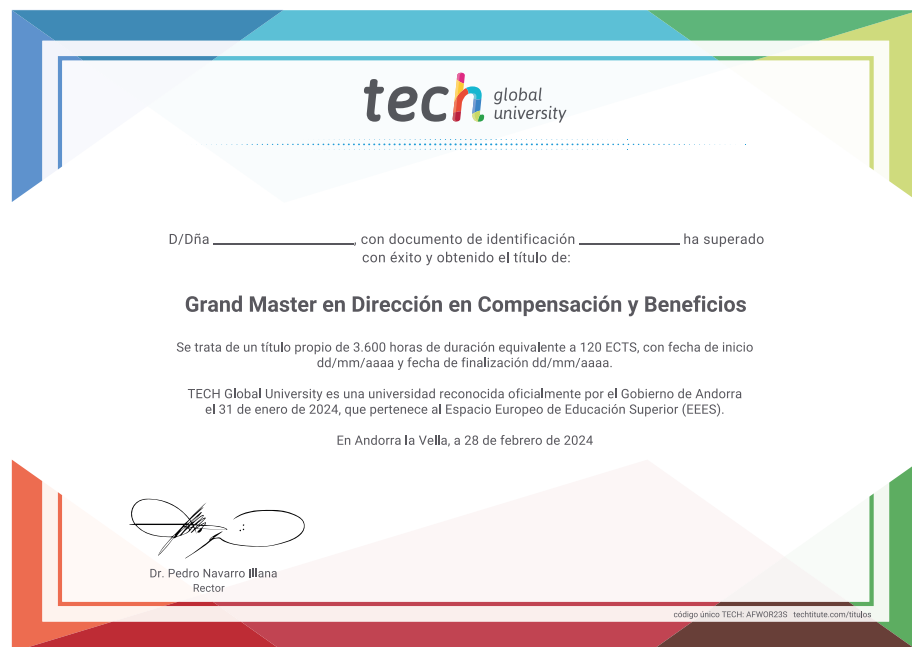 tech global university
D/Dña ______________, con documento de identificación __________ ha superado
con éxito y obtenido el título de:
Grand Master en Dirección en Compensación y Beneficios
Se trata de un título propio de 3.600 horas de duración equivalente a 120 ECTS, con fecha de inicio
dd/mm/aaaa y fecha de finalización dd/mm/aaaa.
TECH Global University es una universidad reconocida oficialmente por el Gobierno de Andorra
el 31 de enero de 2024, que pertenece al Espacio Europeo de Educación Superior (EEES).
En Andorra la Vella, a 28 de febrero de 2024
Dr. Pedro Navarro Illana
Rector
código único TECH: AFWOR23S techtitute.com/titulos